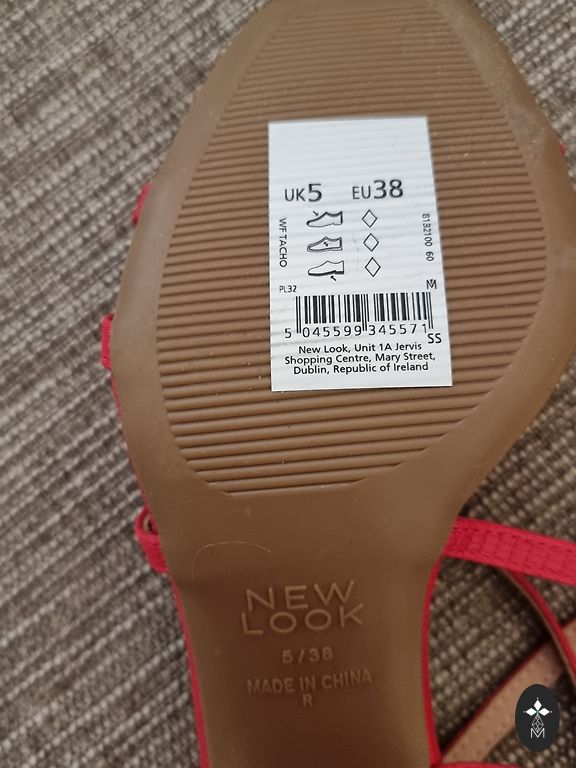 UK5 EU38
WF TACHO
8132100 60
PL32
M
5 045599 345571
SS
New Look, Unit 1A Jervis
Shopping Centre, Mary Street,
Dublin, Republic of Ireland
NEW
LOOK
5/38
MADE IN CHINA
R
M